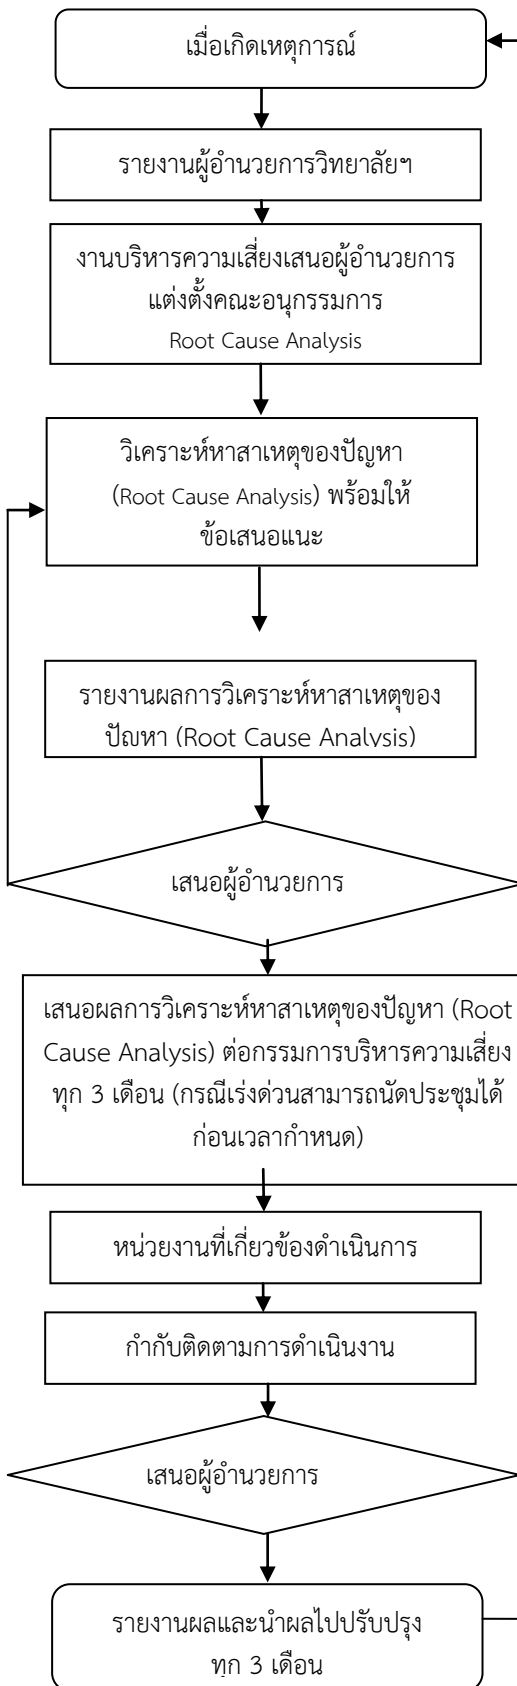 เมื่อเกิดเหตุการณ์
รายงานผู้อำนวยการวิทยาลัยฯ
งานบริหารความเสี่ยงเสนอผู้อำนวยการ
แต่งตั้งคณะอนุกรรมการ
Root Cause Analysis
วิเคราะห์หาสาเหตุของปัญหา
(Root Cause Analysis) พร้อมให้
ข้อเสนอแนะ
รายงานผลการวิเคราะห์หาสาเหตุของ
ปัญหา (Root Cause Analysis)
เสนอผู้อำนวยการ
เสนอผลการวิเคราะห์หาสาเหตุของปัญหา (Root
Cause Analysis) ต่อกรรมการบริหารความเสี่ยง
ทุก 3 เดือน (กรณีเร่งด่วนสามารถนัดประชุมได้
ก่อนเวลากำหนด)
หน่วยงานที่เกี่ยวข้องดำเนินการ
กำกับติดตามการดำเนินงาน
เสนอผู้อำนวยการ
รายงานผลและนำผลไปปรับปรุง
ทุก 3 เดือน